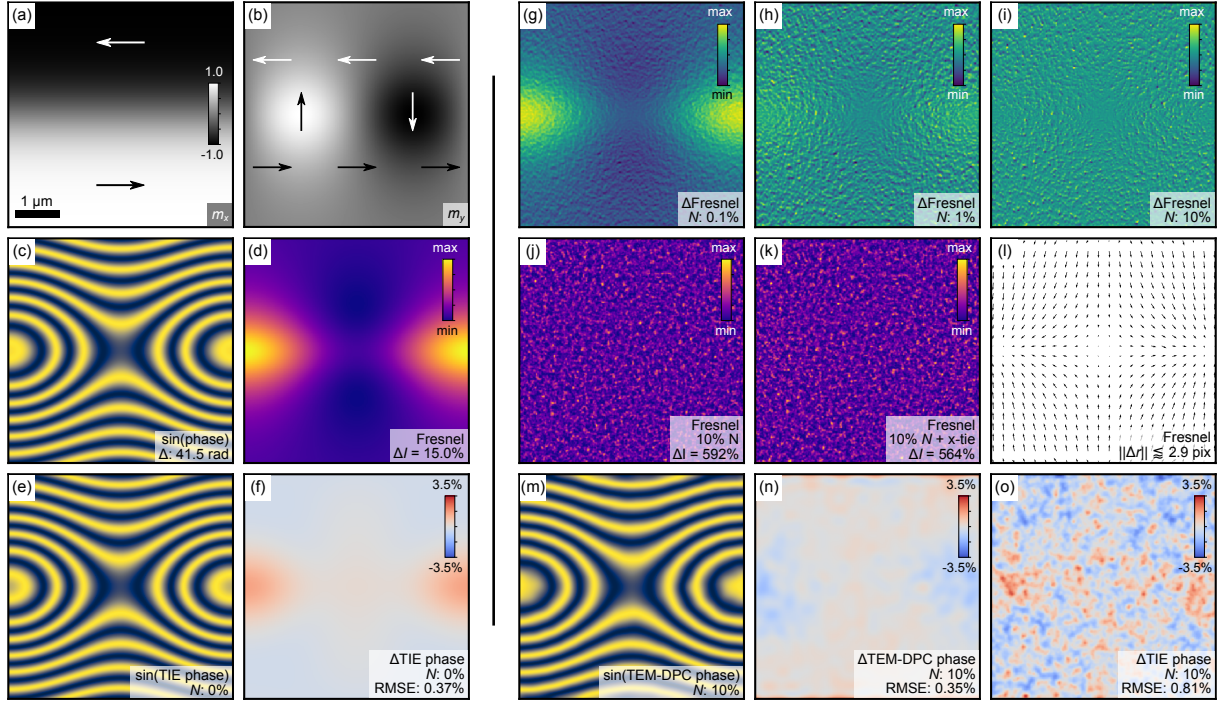 (a)
1.0
-1.0
1 μm
mx
(b)
my
(c)
sin(phase)
Δ: 41.5 rad
(d)
max
min
Fresnel
ΔI = 15.0%
(e)
sin(TIE phase)
N: 0%
(f)
3.5%
-3.5%
ΔTIE phase
N: 0%
RMSE: 0.37%
(g)
max
min
ΔFresnel
N: 0.1%
(h)
max
min
ΔFresnel
N: 1%
(i)
max
min
ΔFresnel
N: 10%
(j)
max
min
Fresnel
10% N
ΔI = 592%
(k)
max
min
Fresnel
10% N + x-tie
ΔI = 564%
(l)
Fresnel
||Δr|| ≦ 2.9 pix
(m)
sin(TEM-DPC phase)
N: 10%
(n)
3.5%
-3.5%
ΔTEM-DPC phase
N: 10%
RMSE: 0.35%
(o)
3.5%
-3.5%
ΔTIE phase
N: 10%
RMSE: 0.81%